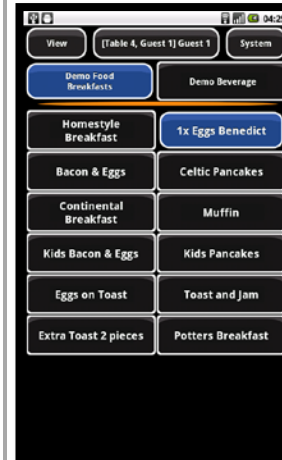 04:29
View
[Table 4, Guest 1] Guest 1
System
Demo Food
Breakfasts
Demo Beverage
Homestyle
Breakfast
1x Eggs Benedict
Bacon & Eggs
Celtic Pancakes
Continental
Breakfast
Muffin
Kids Bacon & Eggs
Kids Pancakes
Eggs on Toast
Toast and Jam
Extra Toast 2 pieces
Potters Breakfast